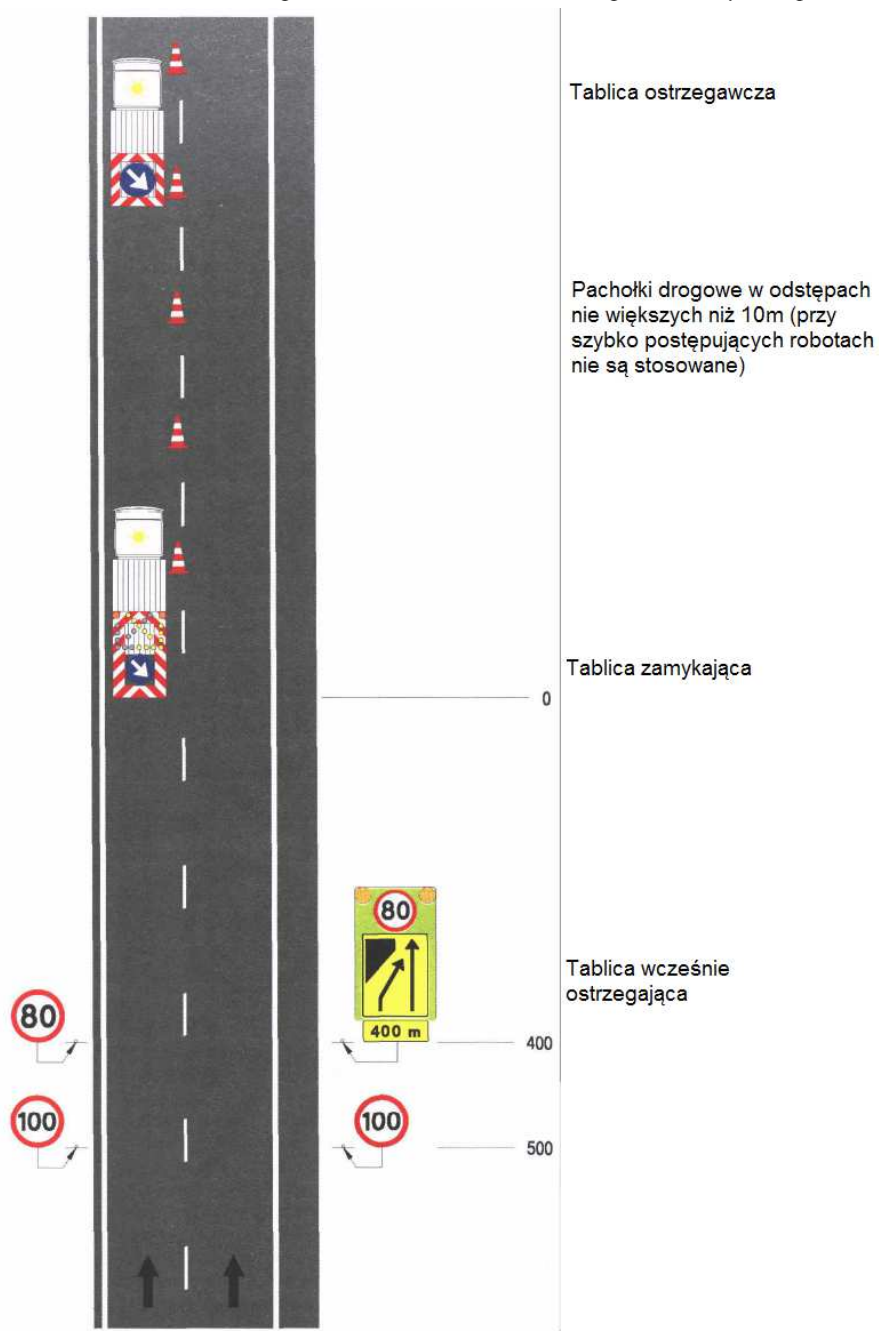 Tablica ostrzegawcza
Pachołki drogowe w odstępach
nie większych niż 10m (przy
szybko postępujących robotach
nie są stosowane)
Tablica zamykająca
0
80
Tablica wcześnie
ostrzegająca
80
400 m
400
100
100
500